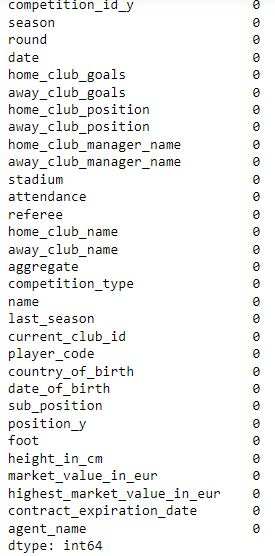 competition_id_y 0
season 0
round 0
date 0
home_club_goals 0
away_club_goals 0
home_club_position 0
away_club_position 0
home_club_manager_name 0
away_club_manager_name 0
stadium 0
attendance 0
referee 0
home_club_name 0
away_club_name 0
aggregate 0
competition_type 0
name 0
last_season 0
current_club_id 0
player_code 0
country_of_birth 0
date_of_birth 0
sub_position 0
position_y 0
foot 0
height_in_cm 0
market_value_in_eur 0
highest_market_value_in_eur 0
contract_expiration_date 0
agent_name 0
dtype: int64